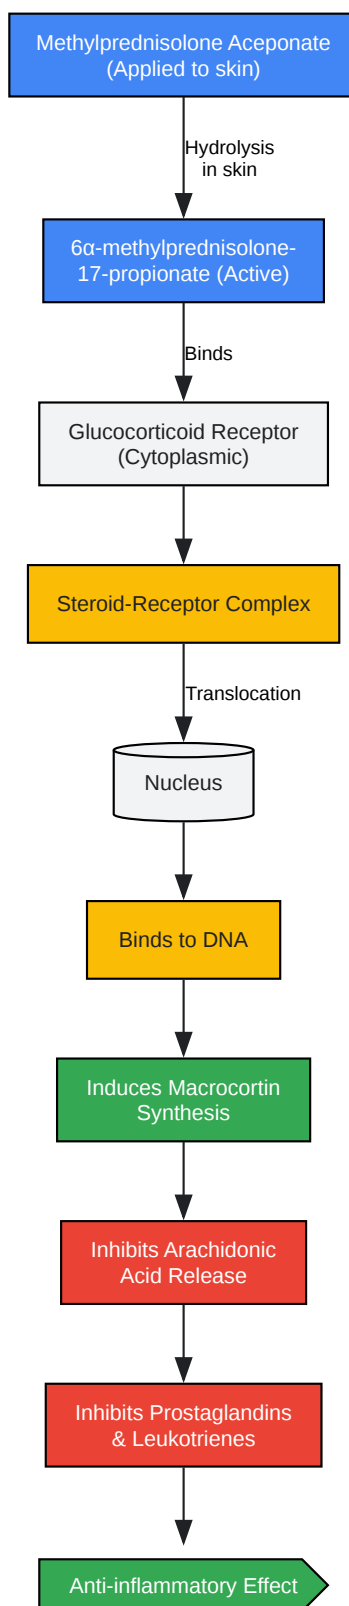 Methylprednisolone Aceponate
(Applied to skin)
Hydrolysis
in skin
6α-methylprednisolone-
17-propionate (Active)
Binds
Glucocorticoid Receptor
(Cytoplasmic)
Steroid-Receptor Complex
Translocation
Nucleus
Binds to DNA
Induces Macrocortin
Synthesis
Inhibits Arachidonic
Acid Release
Inhibits Prostaglandins
& Leukotrienes
Anti-inflammatory Effect